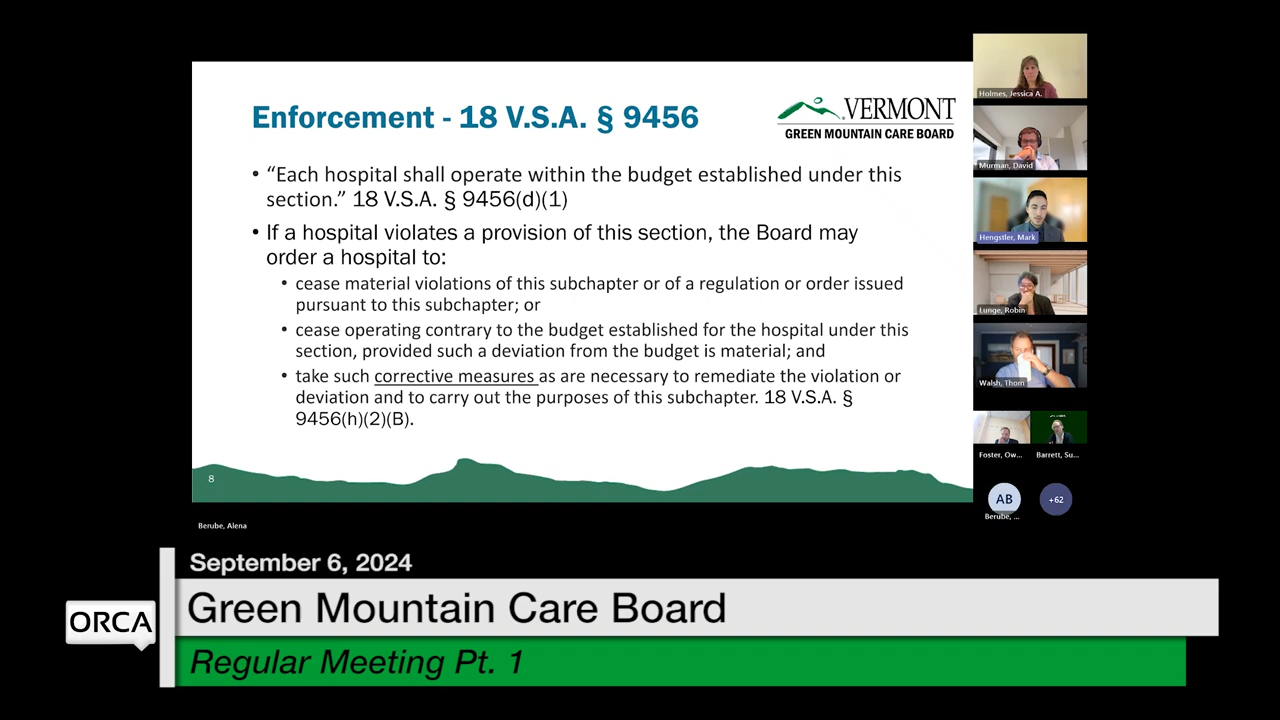 Enforcement - 18 V.S.A. § 9456
VERMONT
GREEN MOUNTAIN CARE BOARD
• “Each hospital shall operate within the budget established under this
section.” 18 V.S.A. § 9456(d)(1)
• If a hospital violates a provision of this section, the Board may
order a hospital to:
• cease material violations of this subchapter or of a regulation or order issued
pursuant to this subchapter; or
• cease operating contrary to the budget established for the hospital under this
section, provided such a deviation from the budget is material; and
• take such corrective measures as are necessary to remediate the violation or
deviation and to carry out the purposes of this subchapter. 18 V.S.A. §
9456(h)(2)(B).
8
Berube, Alena
Holmes, Jessica A.
Murman, David
Hengstler, Mark
Lunge, Robin
Walsh, Thom
Foster, Ow...
Barrett, Su...
AB
Berube, ...
+62
September 6, 2024
ORCA
Green Mountain Care Board
Regular Meeting Pt. 1